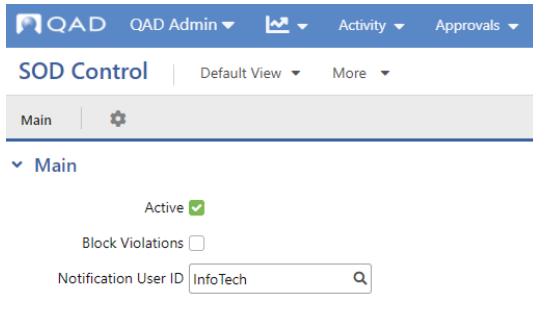 QAD QAD Admin Activity Approvals
SOD Control Default View More
Main
Main
Active
Block Violations
Notification User ID InfoTech